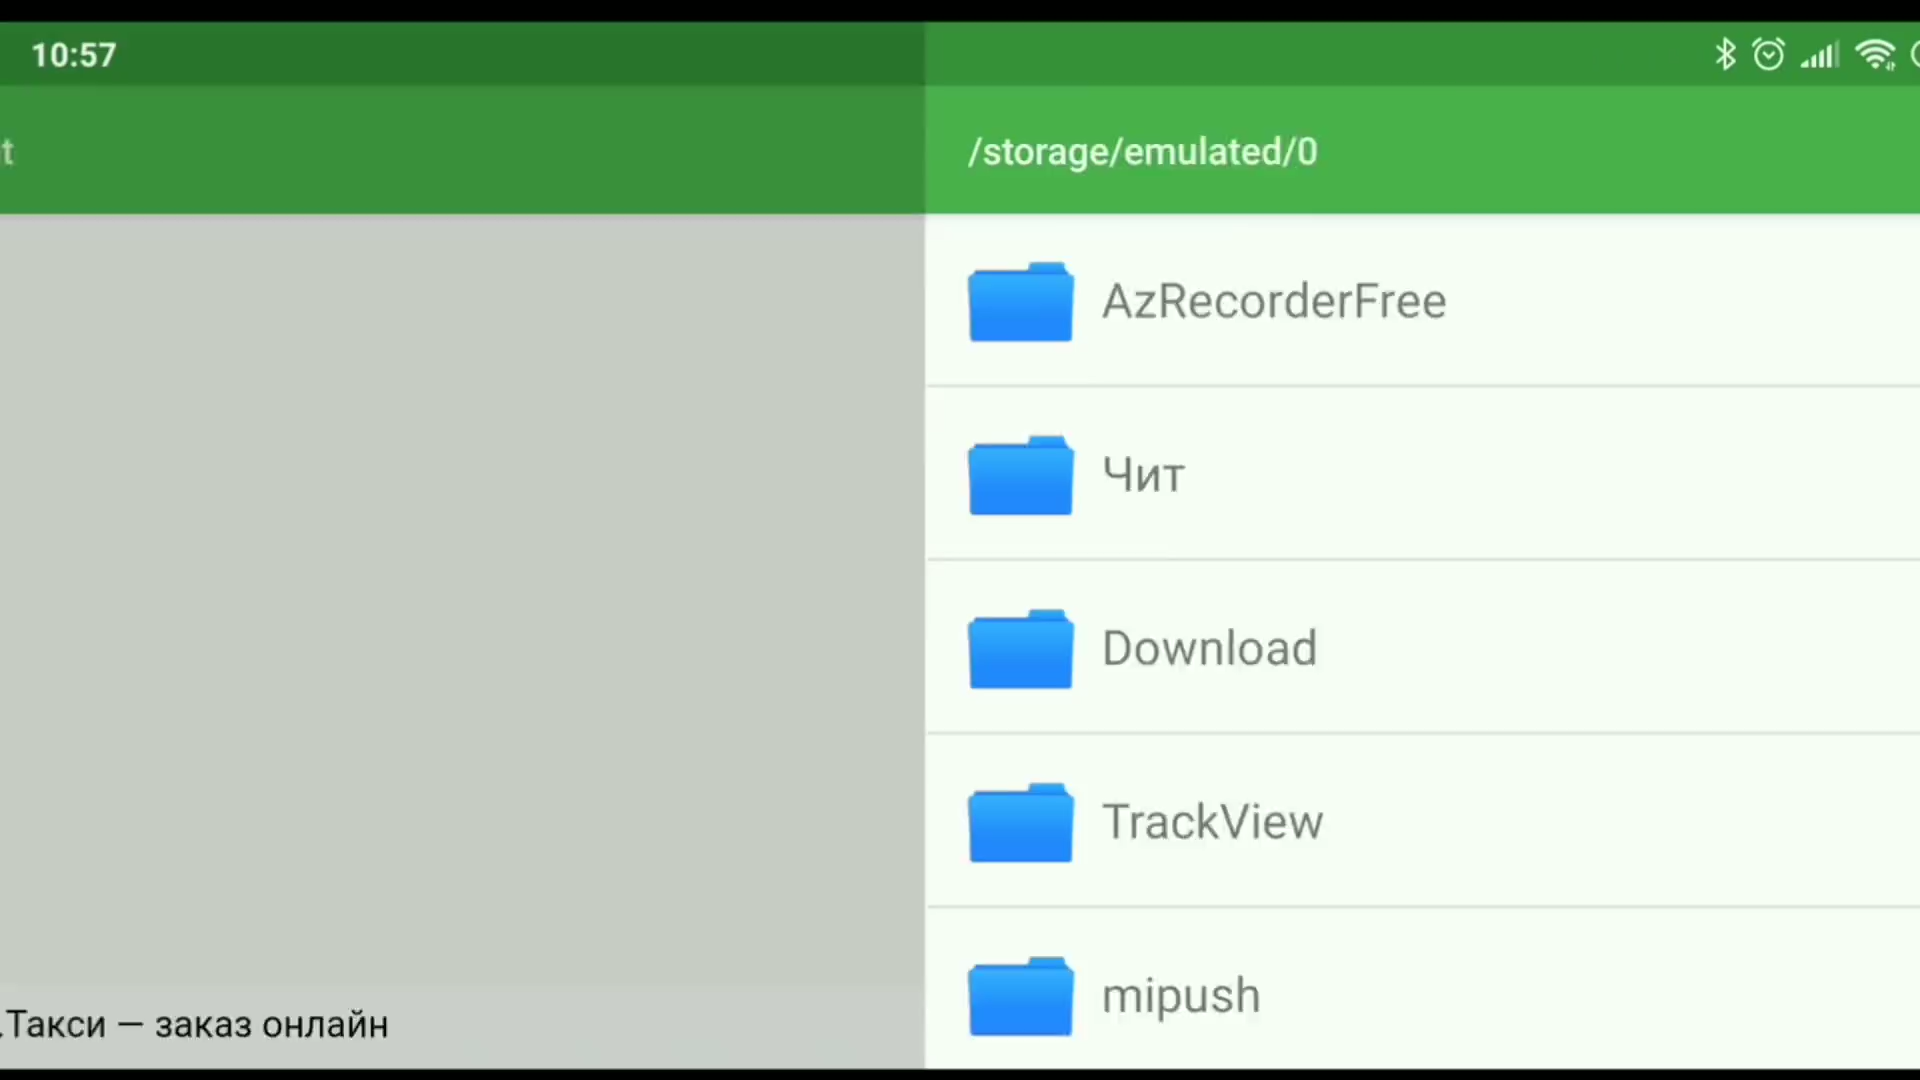 10:57
t
/storage/emulated/0
AzRecorderFree
Чит
Download
TrackView
mipush
.Такси — заказ онлайн